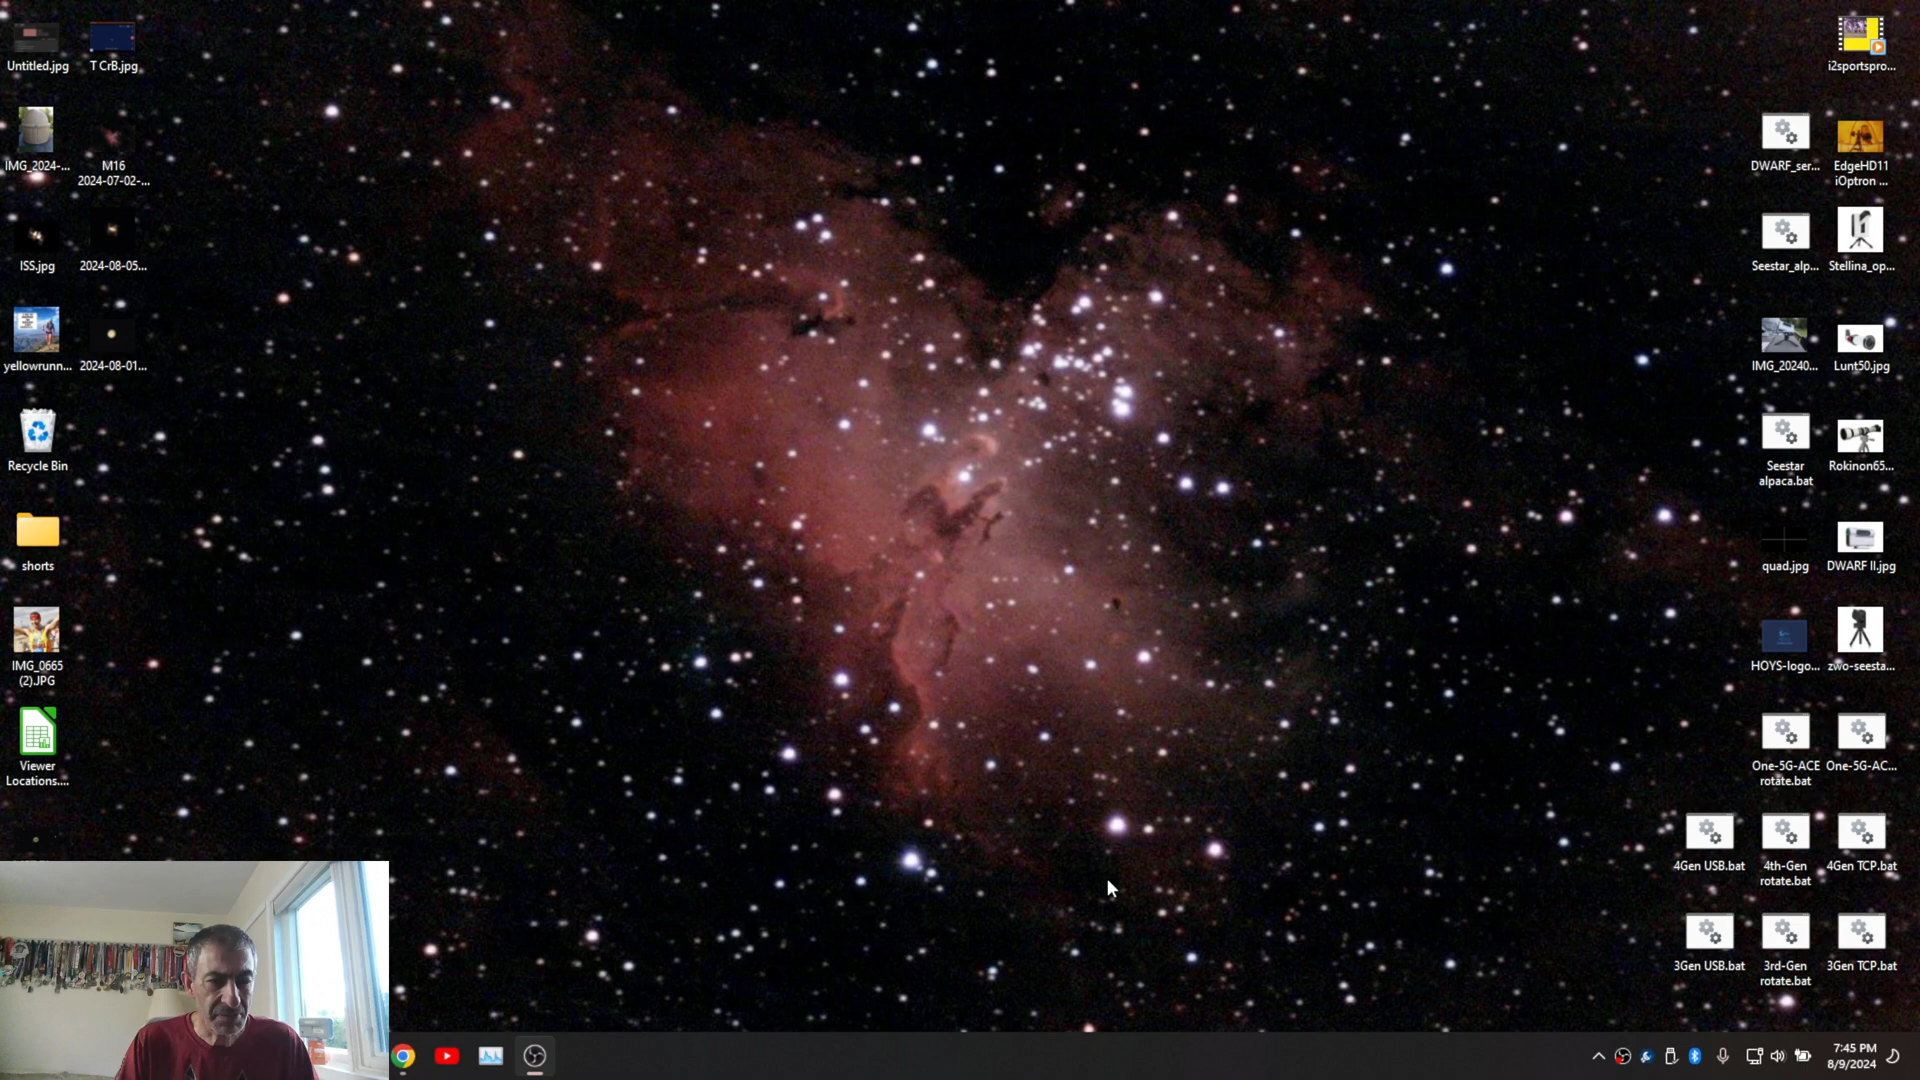 Untitled.jpg
T CrB.jpg
IMG_2024-...
M16
2024-07-02-...
ISS.jpg
2024-08-05...
yellowrunn...
2024-08-01...
Recycle Bin
shorts
IMG_0665
(2).JPG
Viewer
Locations....
i2sportspro...
DWARF_ser...
EdgeHD11
iOptron ...
Seestar_alp...
Stellina_op...
IMG_20240...
Lunt50.jpg
Seestar
alpaca.bat
Rokinon65...
quad.jpg
DWARF II.jpg
HOYS-logo...
zwo-seesta...
One-5G-ACE
rotate.bat
One-5G-AC...
4Gen USB.bat
4th-Gen
rotate.bat
4Gen TCP.bat
3Gen USB.bat
3rd-Gen
rotate.bat
3Gen TCP.bat
7:45 PM
8/9/2024